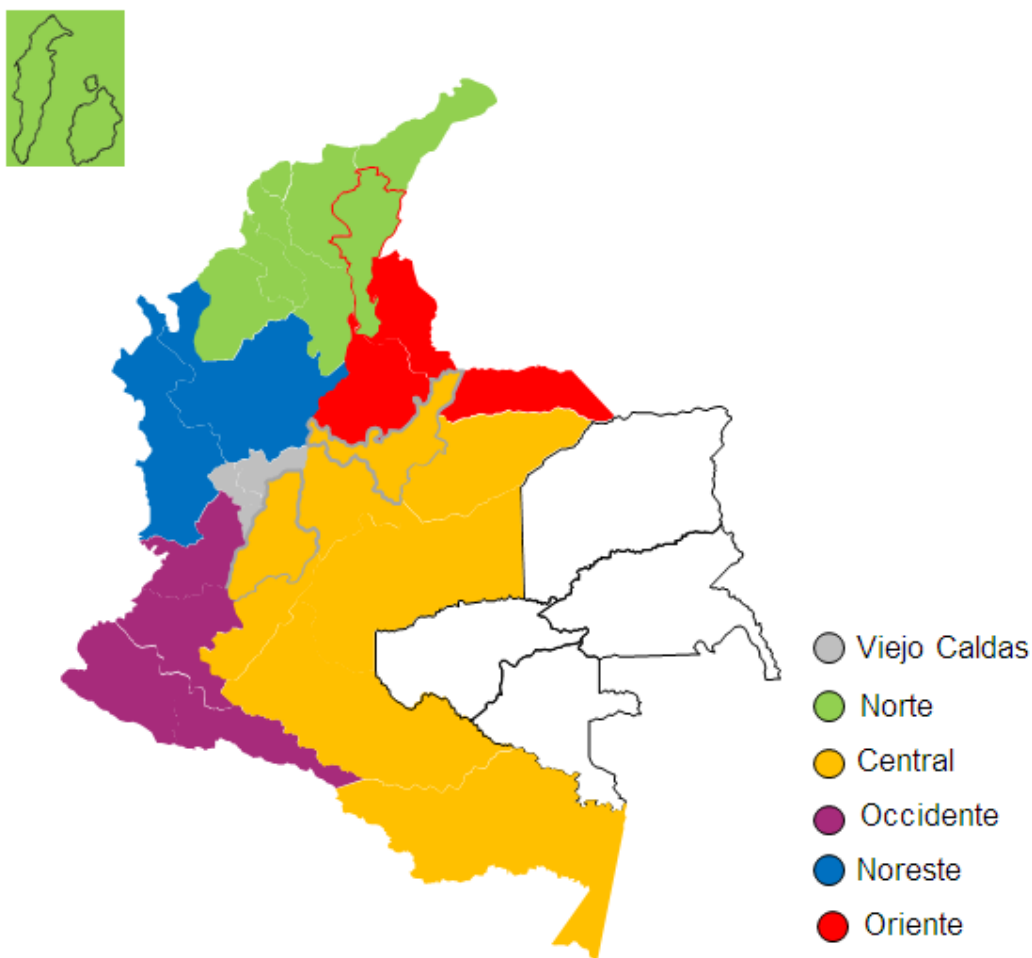 Viejo Caldas
Norte
Central
Occidente
Noreste
Oriente